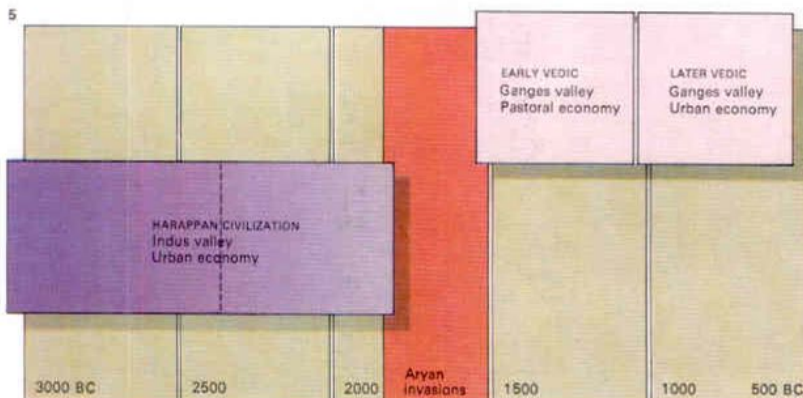 5
EARLY VEDIC
Ganges valley
Pastoral economy
LATER VEDIC
Ganges valley
Urban economy
HARAPPAN CIVILIZATION
Indus valley
Urban economy
3000 BC
2500
2000
Aryan
invasions
1500
1000
500 BC